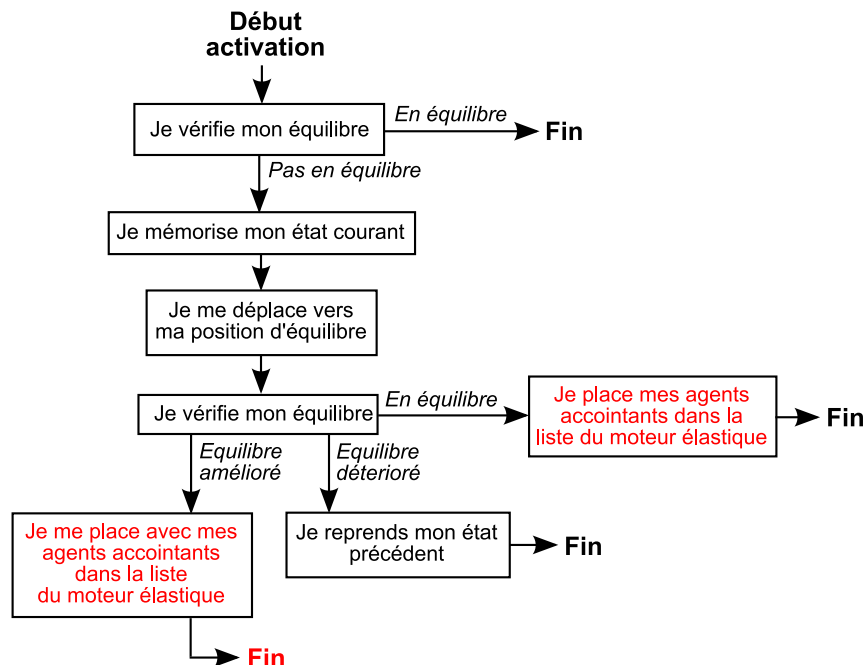 Début
activation
Je vérifie mon équilibre
En équilibre
Fin
Pas en équilibre
Je mémorise mon état courant
Je me déplace vers
ma position d'équilibre
Je vérifie mon équilibre
En équilibre
Je place mes agents
accointants dans la
liste du moteur élastique
Fin
Equilibre
amélioré
Equilibre
déterioré
Je me place avec mes
agents accointants
dans la liste
du moteur élastique
Je reprends mon état
précédent
Fin
Fin